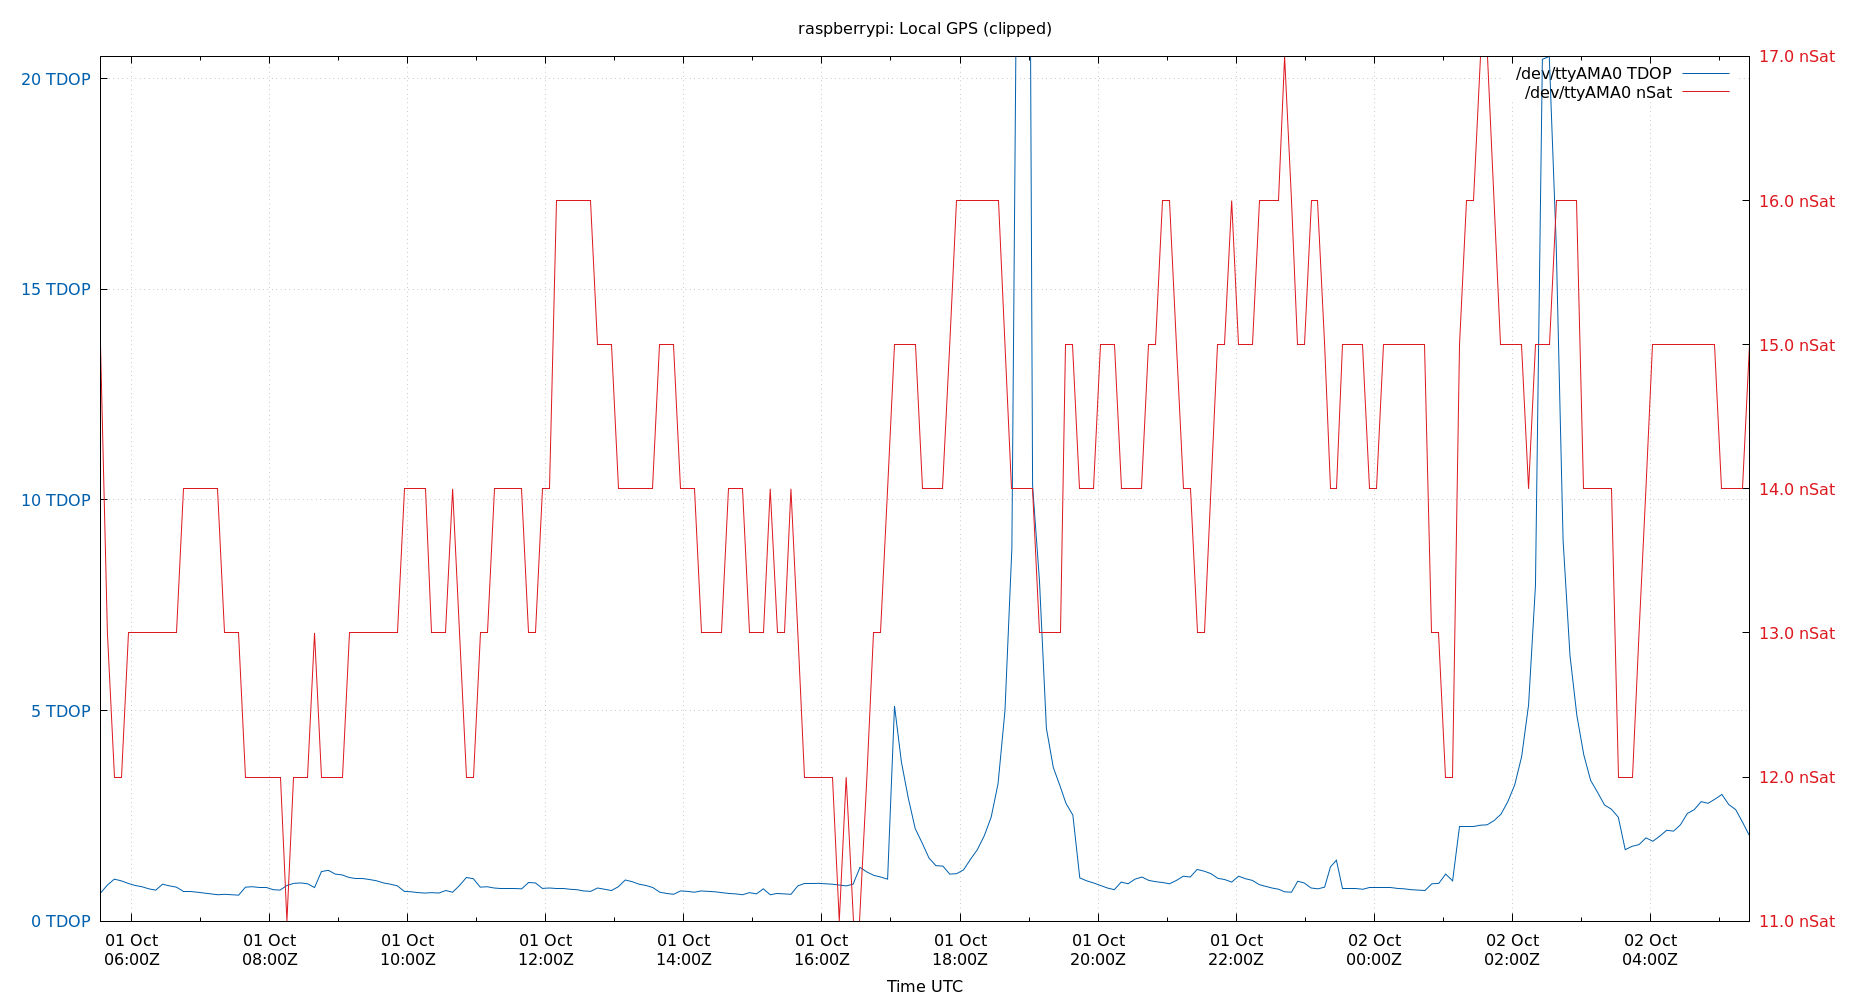 raspberrypi: Local GPS (clipped)
20 TDOP
15 TDOP
10 TDOP
5 TDOP
0 TDOP
17.0 nSat
16.0 nSat
15.0 nSat
14.0 nSat
13.0 nSat
12.0 nSat
11.0 nSat
/dev/ttyAMA0 TDOP
/dev/ttyAMA0 nSat
01 Oct 01 Oct 01 Oct 01 Oct 01 Oct 01 Oct 01 Oct 01 Oct 01 Oct 02 Oct 02 Oct 02 Oct
06:00Z 08:00Z 10:00Z 12:00Z 14:00Z 16:00Z 18:00Z 20:00Z 22:00Z 00:00Z 02:00Z 04:00Z
Time UTC